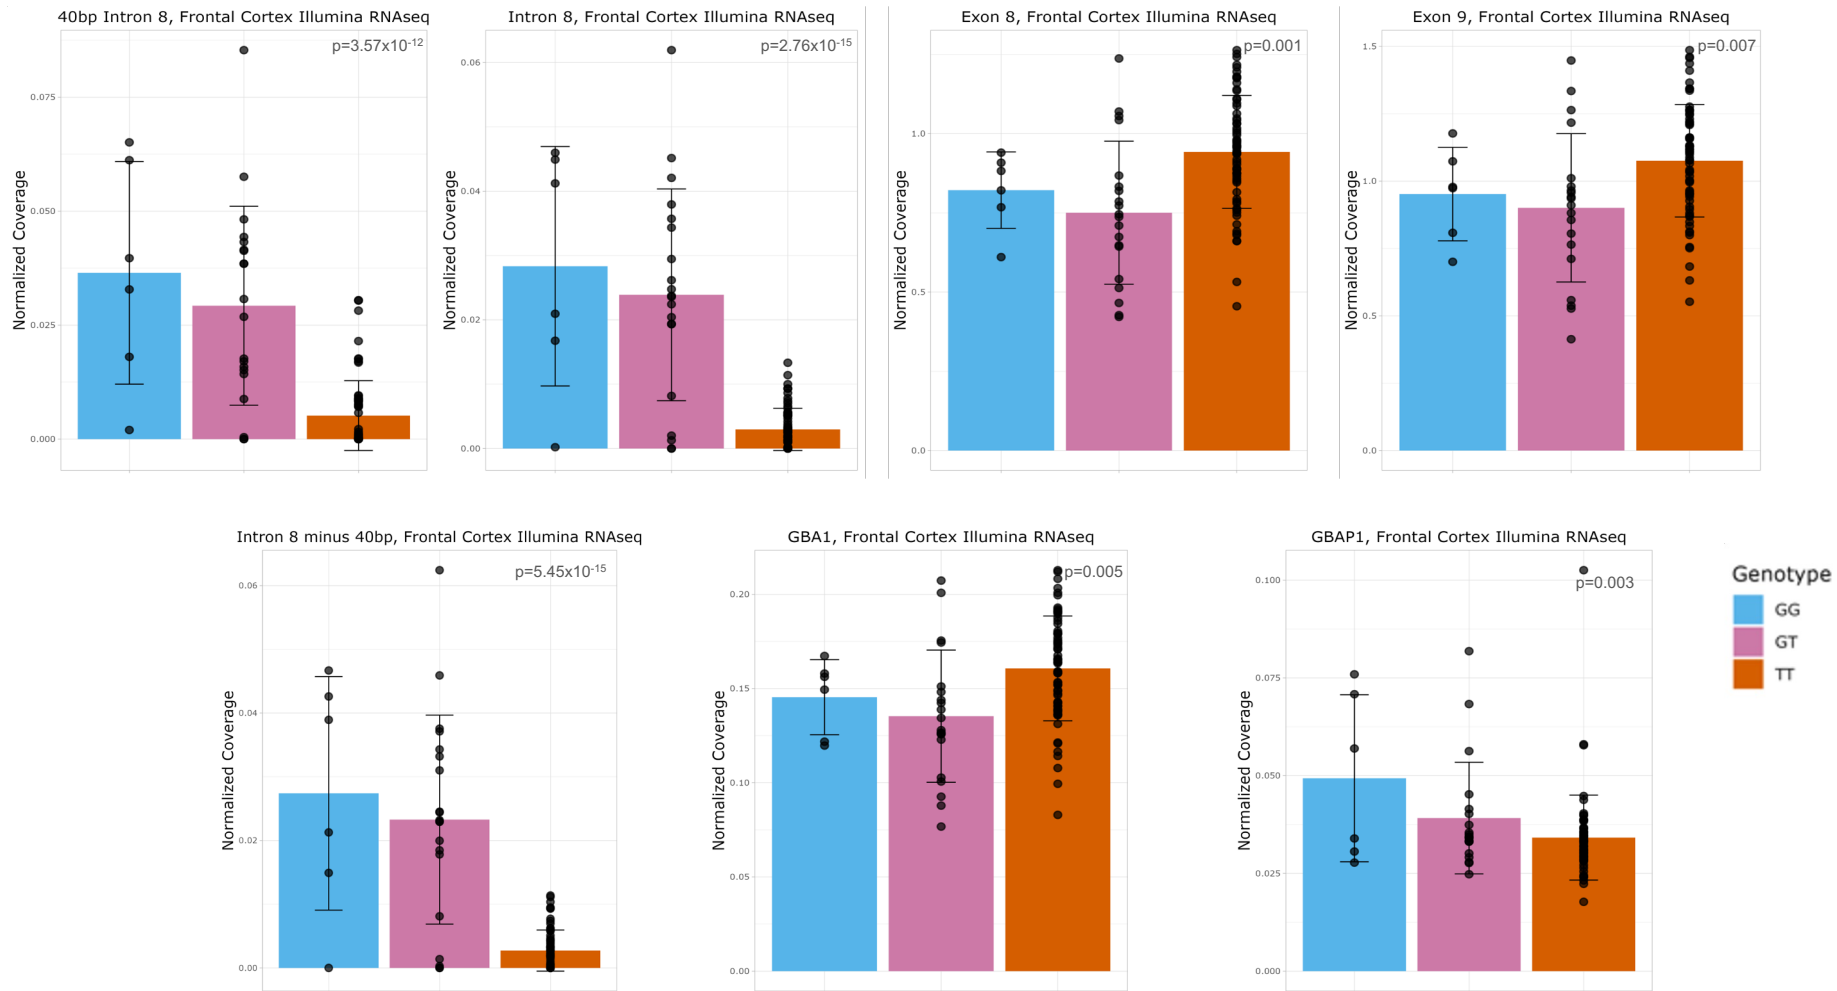 40bp Intron 8, Frontal Cortex Illumina RNAseq
p=3.57x10-12
Normalized Coverage
0.075
0.050
0.025
0.000
Intron 8, Frontal Cortex Illumina RNAseq
p=2.76x10-15
Normalized Coverage
0.06
0.04
0.02
0.00
Exon 8, Frontal Cortex Illumina RNAseq
p=0.001
Normalized Coverage
1.0
0.5
0.0
Exon 9, Frontal Cortex Illumina RNAseq
p=0.007
Normalized Coverage
1.5
1.0
0.5
0.0
Intron 8 minus 40bp, Frontal Cortex Illumina RNAseq
p=5.45x10-15
Normalized Coverage
0.06
0.04
0.02
0.00
GBA1, Frontal Cortex Illumina RNAseq
p=0.005
Normalized Coverage
0.20
0.15
0.10
0.05
0.00
GBAP1, Frontal Cortex Illumina RNAseq
p=0.003
Normalized Coverage
0.100
0.075
0.050
0.025
0.000
Genotype
GG
GT
TT